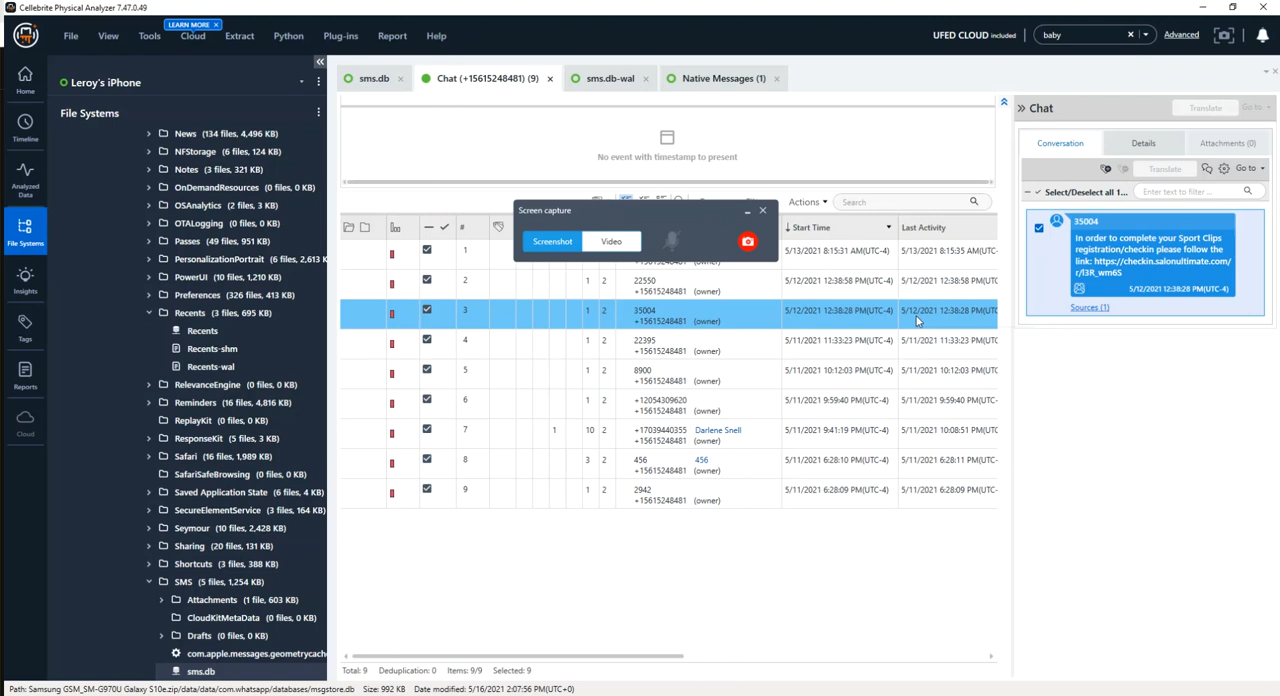 Cellebrite Physical Analyzer 7.47.0.49
LEARN MORE ×
File View Tools Cloud Extract Python Plug-ins Report Help
UFED CLOUD included
baby
Advanced
Home
Timeline
Analyzed
Data
File Systems
Insights
Tags
Reports
Cloud
Leroy's iPhone
File Systems
News (134 files, 4,496 KB)
NFStorage (6 files, 124 KB)
Notes (3 files, 321 KB)
OnDemandResources (0 files, 0 KB)
OSAnalytics (2 files, 3 KB)
OTALogging (0 files, 0 KB)
Passes (49 files, 951 KB)
PersonalizationPortrait (6 files, 2,613 K
PowerUI (10 files, 1,210 KB)
Preferences (326 files, 413 KB)
Recents (3 files, 695 KB)
Recents
Recents-shm
Recents-wal
RelevanceEngine (0 files, 0 KB)
Reminders (16 files, 4,816 KB)
ReplayKit (0 files, 0 KB)
ResponseKit (5 files, 3 KB)
Safari (16 files, 1,989 KB)
SafariSafeBrowsing (0 files, 0 KB)
Saved Application State (6 files, 4 KB)
SecureElementService (3 files, 164 KB)
Seymour (10 files, 2,428 KB)
Sharing (20 files, 131 KB)
Shortcuts (3 files, 388 KB)
SMS (5 files, 1,254 KB)
Attachments (1 file, 603 KB)
CloudKitMetaData (0 files, 0 KB)
Drafts (0 files, 0 KB)
com.apple.messages.geometrycache
sms.db
sms.db × Chat (+15615248481) (9) × sms.db-wal × Native Messages (1) ×
No event with timestamp to present
Actions Search
Screen capture
Screenshot Video
# Start Time Last Activity
1 5/13/2021 8:15:31 AM(UTC-4) 5/13/2021 8:15:35 AM(UTC-
2 1 2 22550 5/12/2021 12:38:58 PM(UTC-4) 5/12/2021 12:38:58 PM(UTC
+15615248481 (owner)
3 1 2 35004 5/12/2021 12:38:28 PM(UTC-4) 5/12/2021 12:38:28 PM(UTC
+15615248481 (owner)
4 1 2 22395 5/11/2021 11:33:23 PM(UTC-4) 5/11/2021 11:33:23 PM(UTC
+15615248481 (owner)
5 1 2 8900 5/11/2021 10:12:03 PM(UTC-4) 5/11/2021 10:12:03 PM(UTC
+15615248481 (owner)
6 1 2 +12054309620 5/11/2021 9:59:40 PM(UTC-4) 5/11/2021 9:59:40 PM(UTC-
+15615248481 (owner)
7 1 10 2 +17039440355 Darlene Snell 5/11/2021 9:41:19 PM(UTC-4) 5/11/2021 10:08:51 PM(UTC
+15615248481 (owner)
8 3 2 456 456 5/11/2021 6:28:10 PM(UTC-4) 5/11/2021 6:28:11 PM(UTC-
+15615248481 (owner)
9 1 2 2942 5/11/2021 6:28:09 PM(UTC-4) 5/11/2021 6:28:09 PM(UTC-
+15615248481 (owner)
Total: 9 Deduplication: 0 Items: 9/9 Selected: 9
Chat Translate Go to
Conversation Details Attachments (0)
Translate Go to
Select/Deselect all 1... Enter text to filter...
35004
In order to complete your Sport Clips
registration/checkin please follow the
link: https://checkin.salonultimate.com/
r/l3R_wm6S
5/12/2021 12:38:28 PM(UTC-4)
Sources (1)
Path: Samsung GSM_SM-G970U Galaxy S10e.zip/data/data/com.whatsapp/databases/msgstore.db Size: 992 KB Date modified: 5/16/2021 2:07:56 PM(UTC+0)